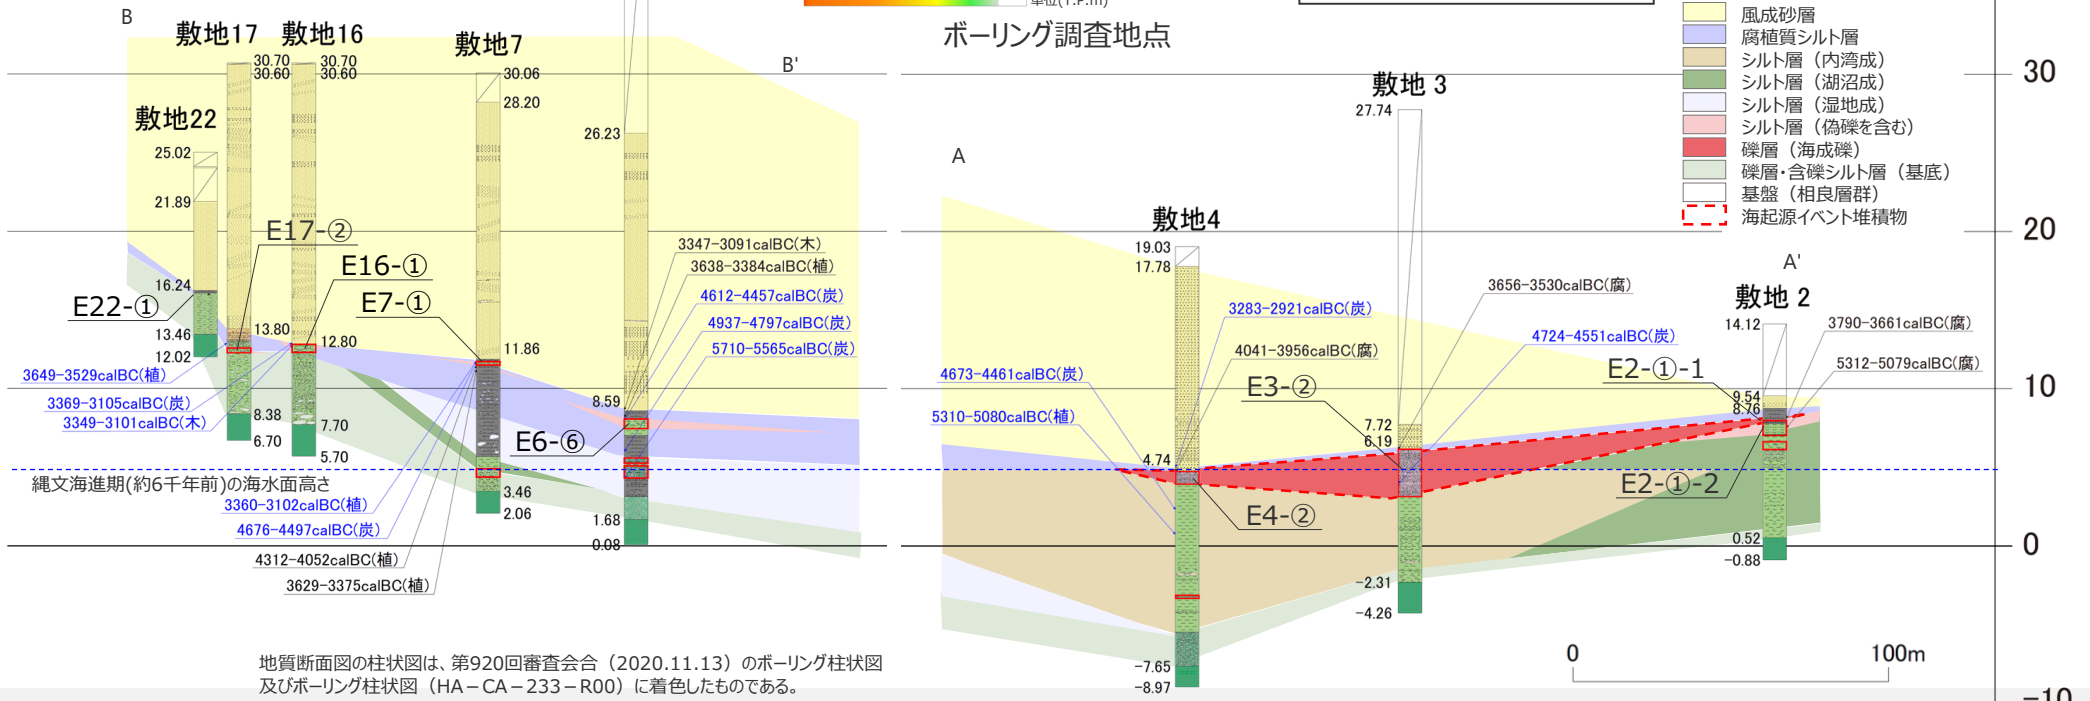 単位(T.P.m)
ボーリング調査地点
B
敷地17
敷地16
敷地7
B'
30.70
30.60
30.70
30.60
30.06
28.20
敷地22
25.02
21.89
26.23
E17-②
E16-①
E7-①
E22-①
E6-⑥
16.24
13.46
12.02
13.80
12.80
11.86
8.59
8.38
6.70
7.70
5.70
3.46
2.06
1.68
0.08
3347-3091calBC(木)
3638-3384calBC(植)
4612-4457calBC(炭)
4937-4797calBC(炭)
5710-5565calBC(炭)
3649-3529calBC(植)
3369-3105calBC(炭)
3349-3101calBC(木)
縄文海進期(約6千年前)の海水面高さ
3360-3102calBC(植)
4676-4497calBC(炭)
4312-4052calBC(植)
3629-3375calBC(植)
地質断面図の柱状図は、第920回審査会合（2020.11.13）のボーリング柱状図
及びボーリング柱状図（HA－CA－233－R00）に着色したものである。
A
敷地4
19.03
17.78
敷地 3
27.74
A'
敷地 2
14.12
3283-2921calBC(炭)
4041-3956calBC(腐)
4673-4461calBC(炭)
5310-5080calBC(植)
3656-3530calBC(腐)
4724-4551calBC(炭)
3790-3661calBC(腐)
5312-5079calBC(腐)
E3-②
E4-②
E2-①-1
E2-①-2
4.74
7.72
6.19
9.54
8.76
0.52
-0.88
-2.31
-4.26
-7.65
-8.97
0
100m
風成砂層
腐植質シルト層
シルト層（内湾成）
シルト層（湖沼成）
シルト層（湿地成）
シルト層（偽礫を含む）
礫層（海成礫）
礫層・含礫シルト層（基底）
基盤（相良層群）
海起源イベント堆積物
30
20
10
0
-10